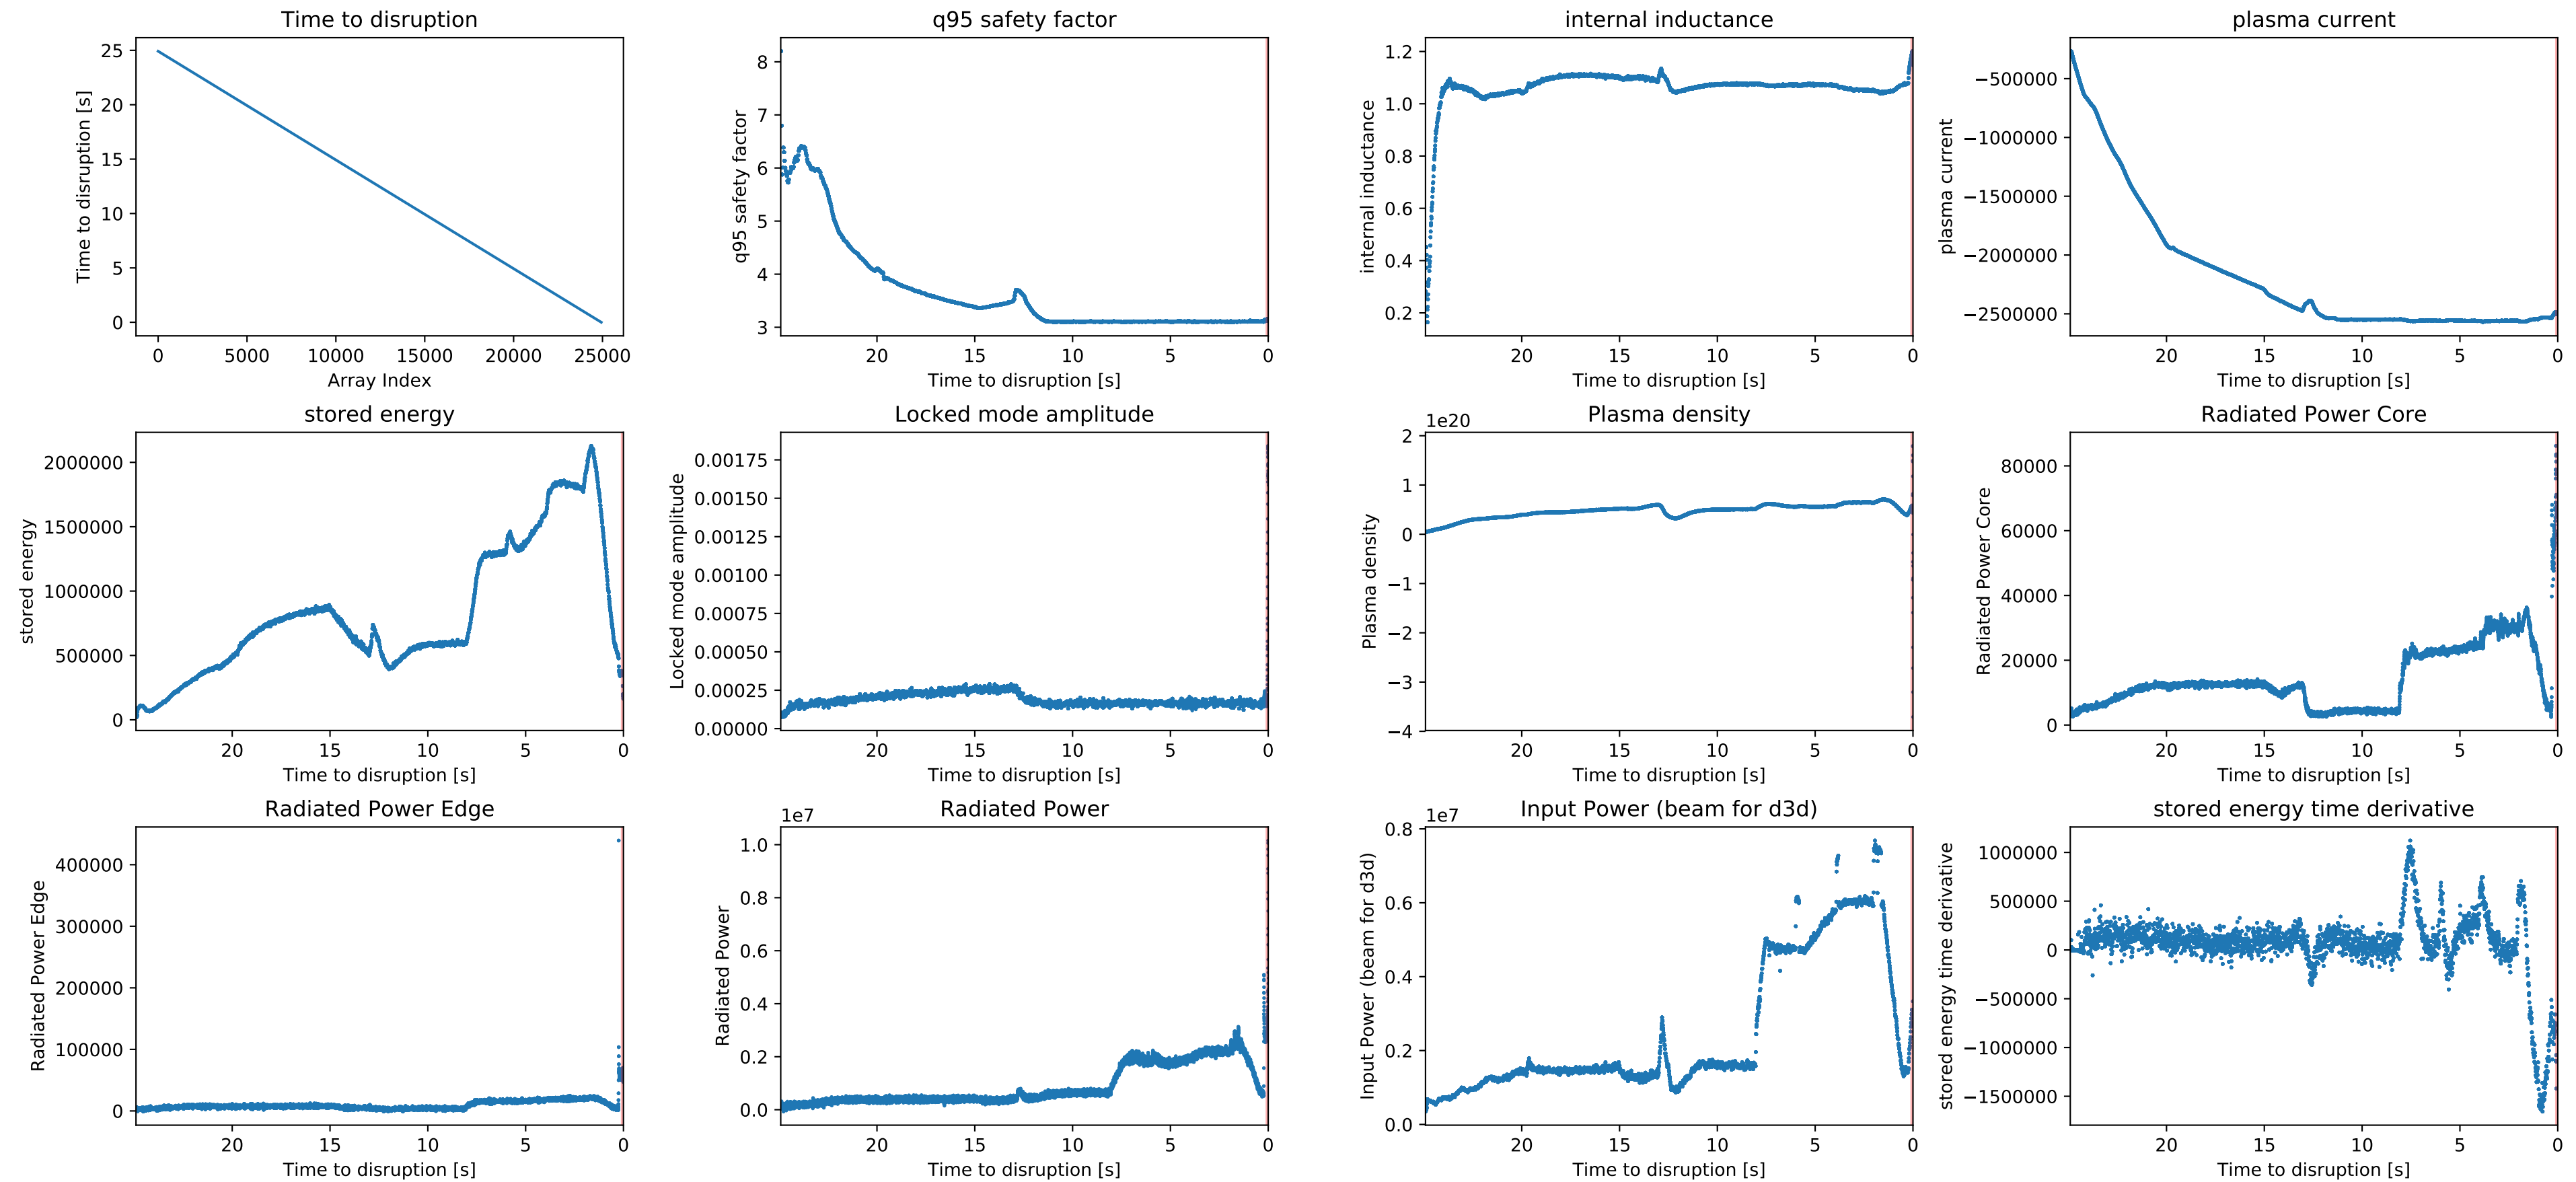 Time to disruption
Time to disruption [s]
25
20
15
10
5
0
0 5000 10000 15000 20000 25000
Array Index
q95 safety factor
q95 safety factor
8
7
6
5
4
3
20 15 10 5 0
Time to disruption [s]
internal inductance
internal inductance
1.2
1.0
0.8
0.6
0.4
0.2
20 15 10 5 0
Time to disruption [s]
plasma current
plasma current
−500000
−1000000
−1500000
−2000000
−2500000
20 15 10 5 0
Time to disruption [s]
stored energy
stored energy
2000000
1500000
1000000
500000
0
20 15 10 5 0
Time to disruption [s]
Locked mode amplitude
Locked mode amplitude
0.00175
0.00150
0.00125
0.00100
0.00075
0.00050
0.00025
0.00000
20 15 10 5 0
Time to disruption [s]
Plasma density
1e20
Plasma density
2
1
0
−1
−2
−3
−4
20 15 10 5 0
Time to disruption [s]
Radiated Power Core
Radiated Power Core
80000
60000
40000
20000
0
20 15 10 5 0
Time to disruption [s]
Radiated Power Edge
Radiated Power Edge
400000
300000
200000
100000
0
20 15 10 5 0
Time to disruption [s]
Radiated Power
1e7
Radiated Power
1.0
0.8
0.6
0.4
0.2
0.0
20 15 10 5 0
Time to disruption [s]
Input Power (beam for d3d)
1e7
Input Power (beam for d3d)
0.8
0.6
0.4
0.2
0.0
20 15 10 5 0
Time to disruption [s]
stored energy time derivative
stored energy time derivative
1000000
500000
0
−500000
−1000000
−1500000
20 15 10 5 0
Time to disruption [s]